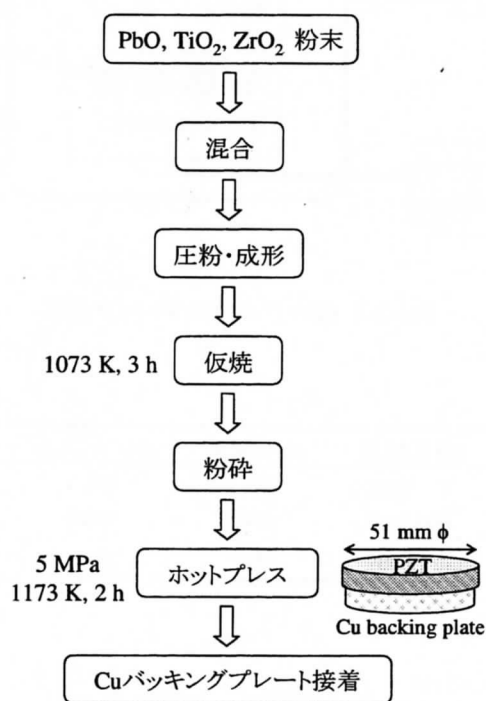 PbO, TiO₂, ZrO₂ 粉末
混合
圧粉・成形
1073 K, 3 h
仮焼
粉砕
5 MPa
1173 K, 2 h
ホットプレス
51 mm φ
PZT
Cu backing plate
Cuバッキングプレート接着